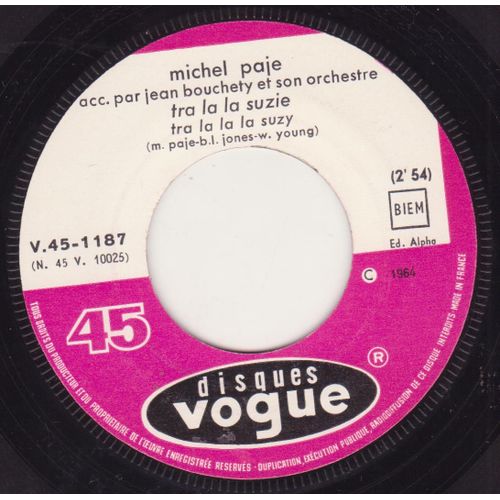 michel paje
acc. par jean bouchety et son orchestre
tra la la suzie
tra la la la suzy
(m. paje-b.l. jones-w. young)
(2' 54)
BIEM
Ed. Alpha
V.45-1187
(N. 45 V. 10025)
© 1964
45
disques
vogue
®
TOUS DROITS DU PRODUCTEUR ET DU PROPRIETAIRE DE L'ŒUVRE ENREGISTRÉE RESERVÉS - DUPLICATION, EXÉCUTION PUBLIQUE, RADIODIFFUSION DE CE DISQUE INTERDITS MADE IN FRANCE